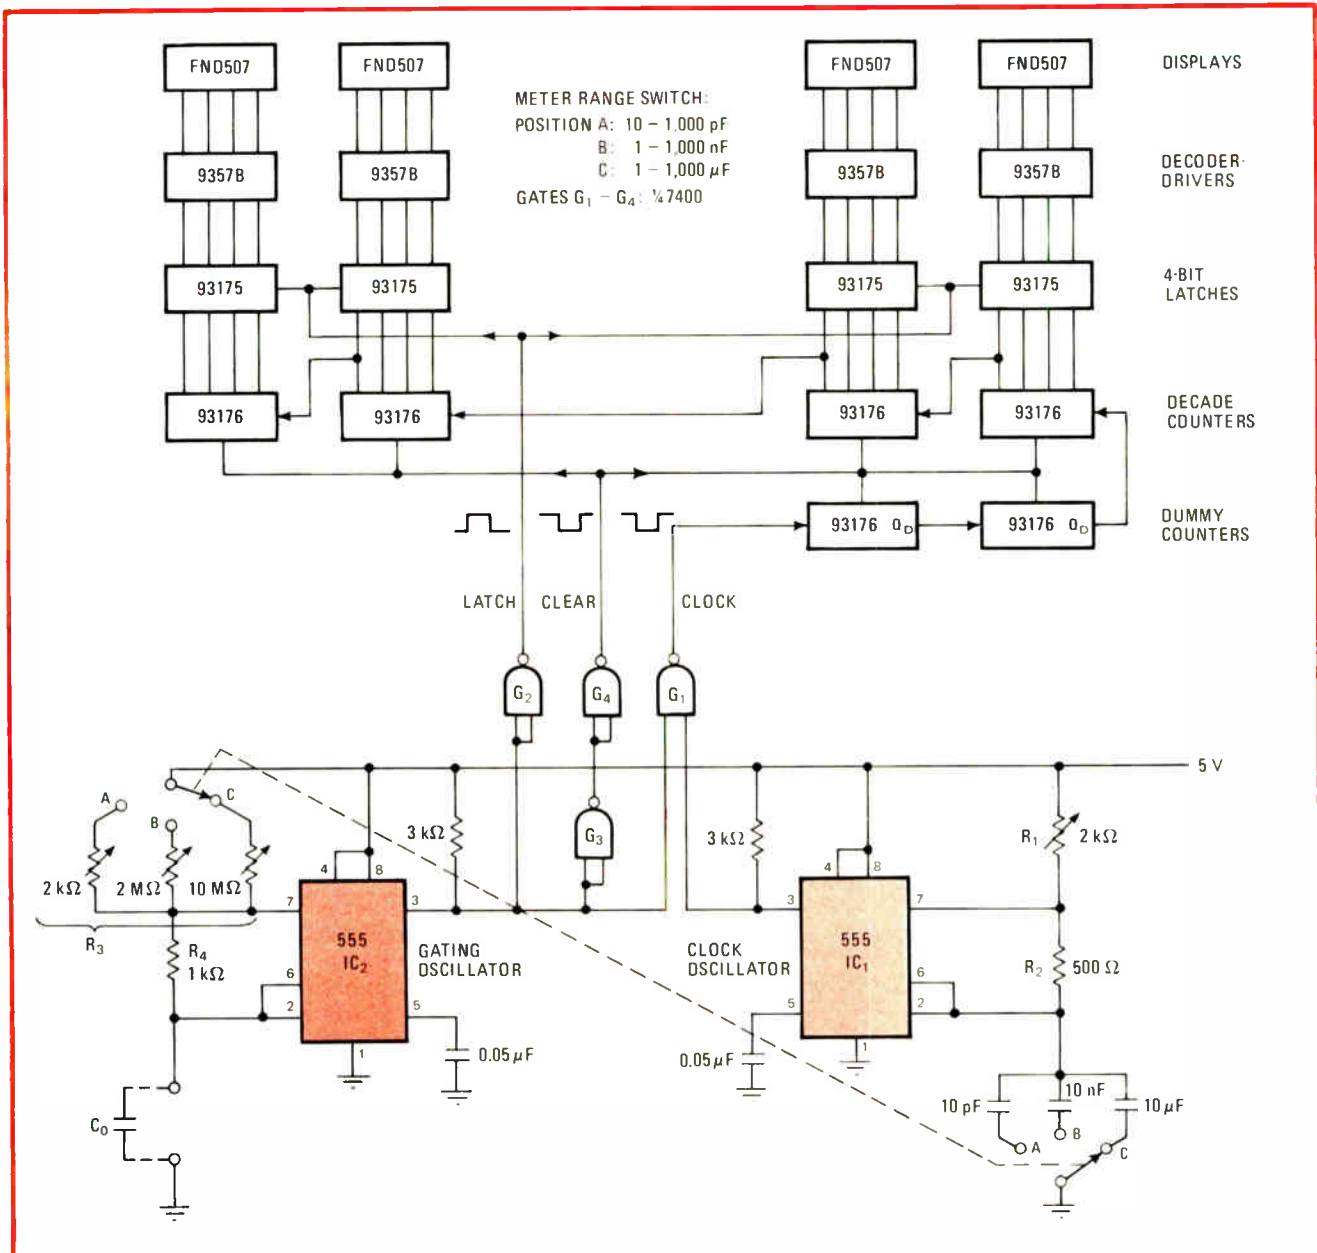 FND507 FND507 FND507 FND507 DISPLAYS
METER RANGE SWITCH:
POSITION A: 10 – 1,000 pF
B: 1 – 1,000 nF
C: 1 – 1,000 µF
GATES G1 – G4: ¼ 7400
9357B 9357B 9357B 9357B DECODER-
DRIVERS
93175 93175 93175 93175 4-BIT
LATCHES
93176 93176 93176 93176 DECADE
COUNTERS
93176 QD 93176 QD DUMMY
COUNTERS
LATCH CLEAR CLOCK
G2 G4 G1
5 V
A B C
3 kΩ G3 3 kΩ R1 2 kΩ
2 kΩ 2 MΩ 10 MΩ
4 8 4 8
7 3 3 7
R3 R4
1 kΩ
555
IC2
GATING
OSCILLATOR
CLOCK
OSCILLATOR
555
IC1
R2 500 Ω
6 6
2 5 5 2
1 0.05 µF 0.05 µF 1
C0
10 pF 10 nF 10 µF
A B C